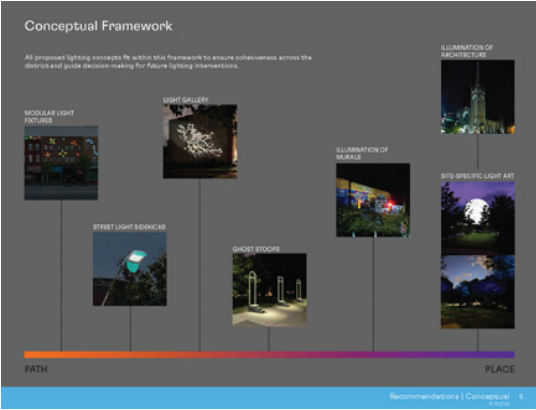 Conceptual Framework
All proposed lighting concepts fit within this framework to ensure cohesiveness across the
district and guide decision-making for future lighting interventions.
ILLUMINATION OF
ARCHITECTURE
LIGHT GALLERY
MODULAR LIGHT
FIXTURES
ILLUMINATION OF
MURALS
SITE-SPECIFIC LIGHT ART
STREET LIGHT SIDEKICKS
GHOST STOOPS
PATH
PLACE
Recommendations | Conceptual 5